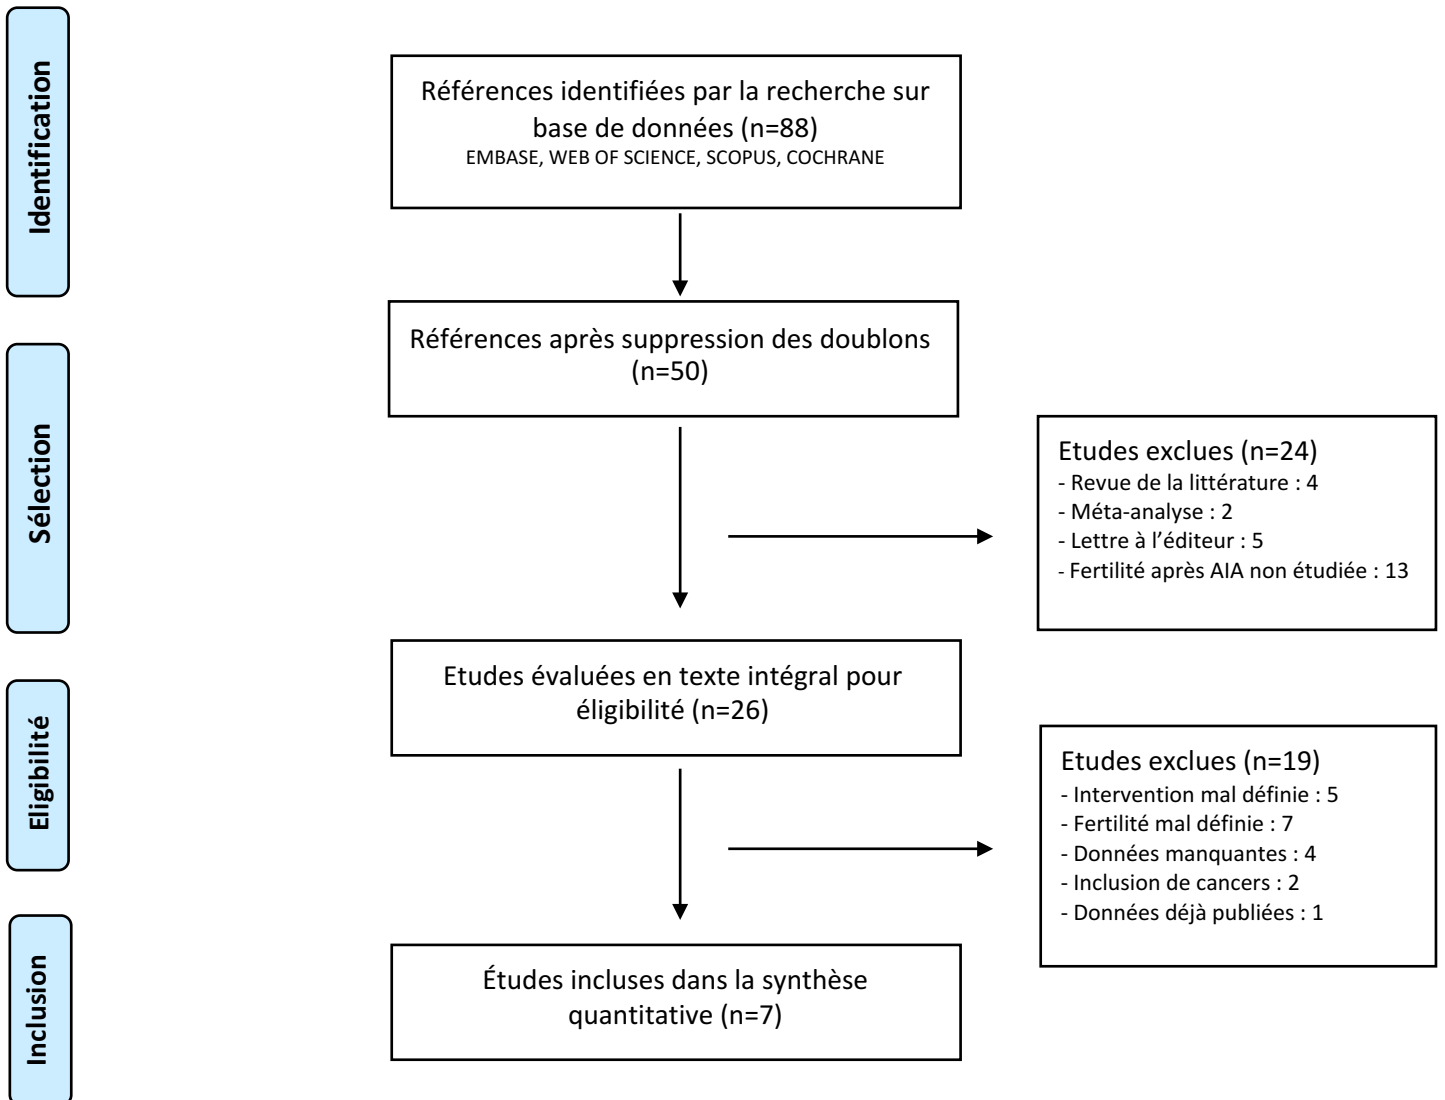 Identification
Références identifiées par la recherche sur
base de données (n=88)
EMBASE, WEB OF SCIENCE, SCOPUS, COCHRANE
Sélection
Références après suppression des doublons
(n=50)
Etudes exclues (n=24)
- Revue de la littérature : 4
- Méta-analyse : 2
- Lettre à l’éditeur : 5
- Fertilité après AIA non étudiée : 13
Eligibilité
Etudes évaluées en texte intégral pour
éligibilité (n=26)
Etudes exclues (n=19)
- Intervention mal définie : 5
- Fertilité mal définie : 7
- Données manquantes : 4
- Inclusion de cancers : 2
- Données déjà publiées : 1
Inclusion
Études incluses dans la synthèse
quantitative (n=7)